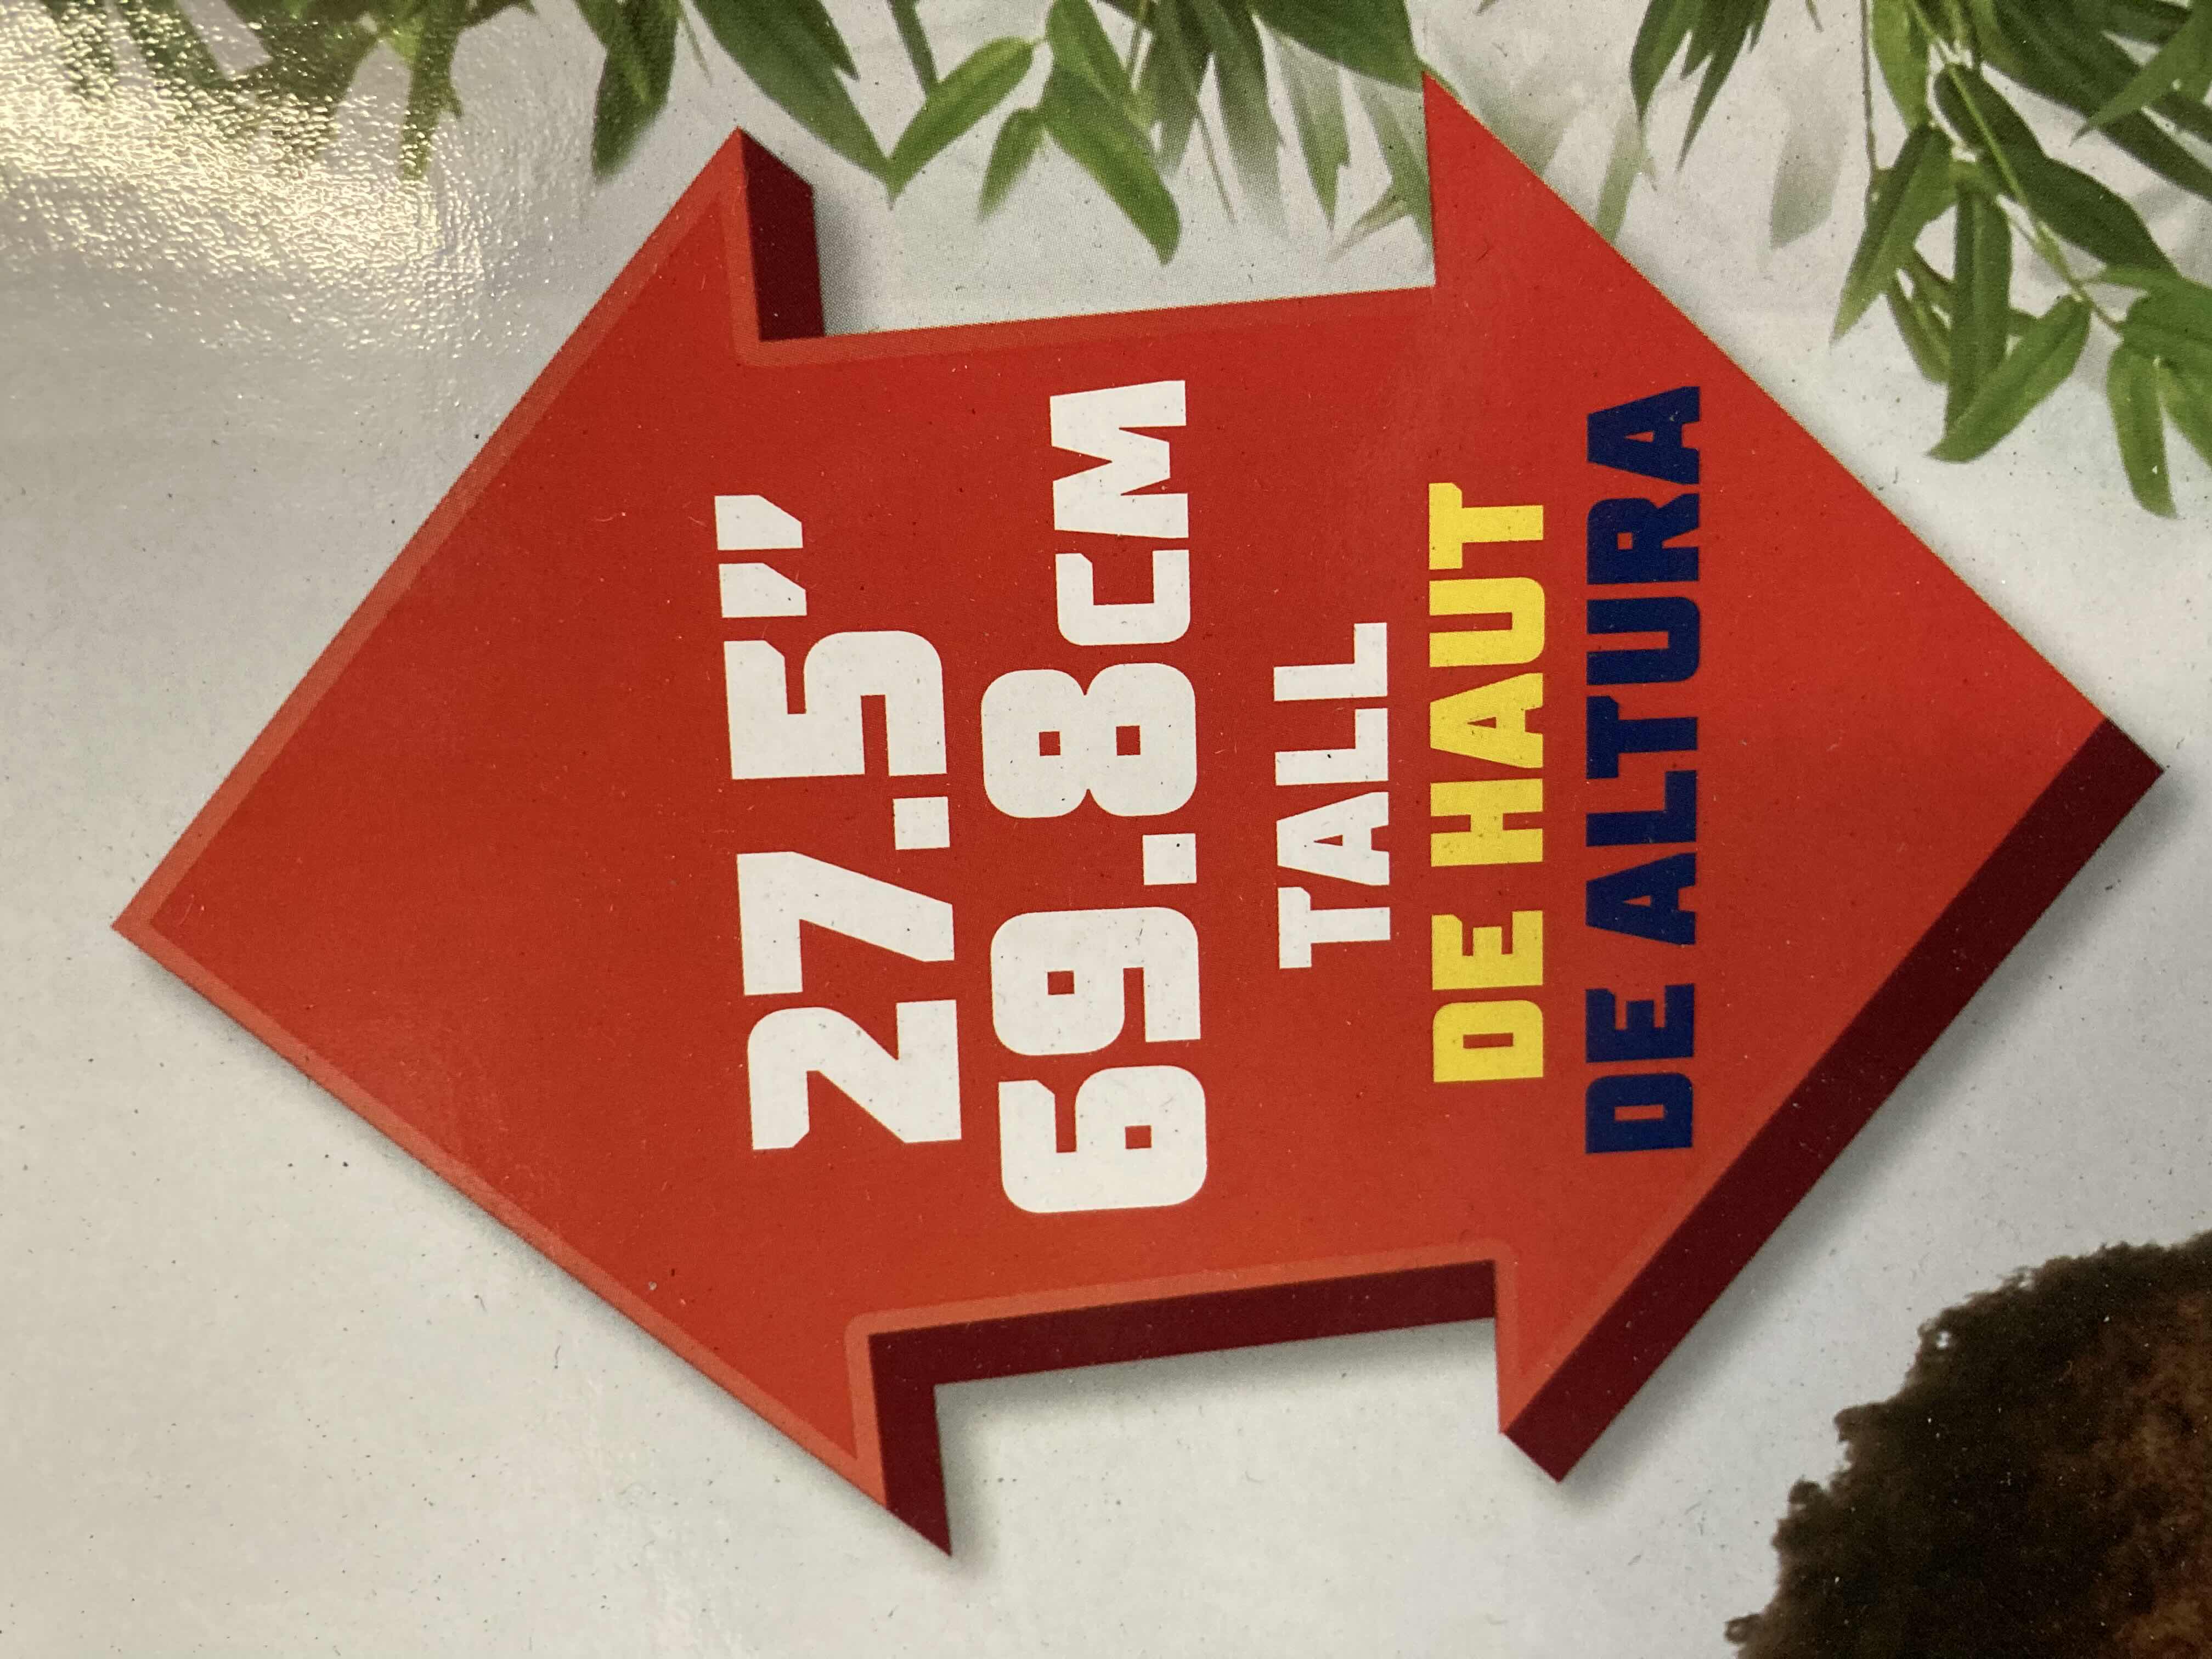 27.5"
69.8CM
TALL
DE HAUT
DE ALTURA